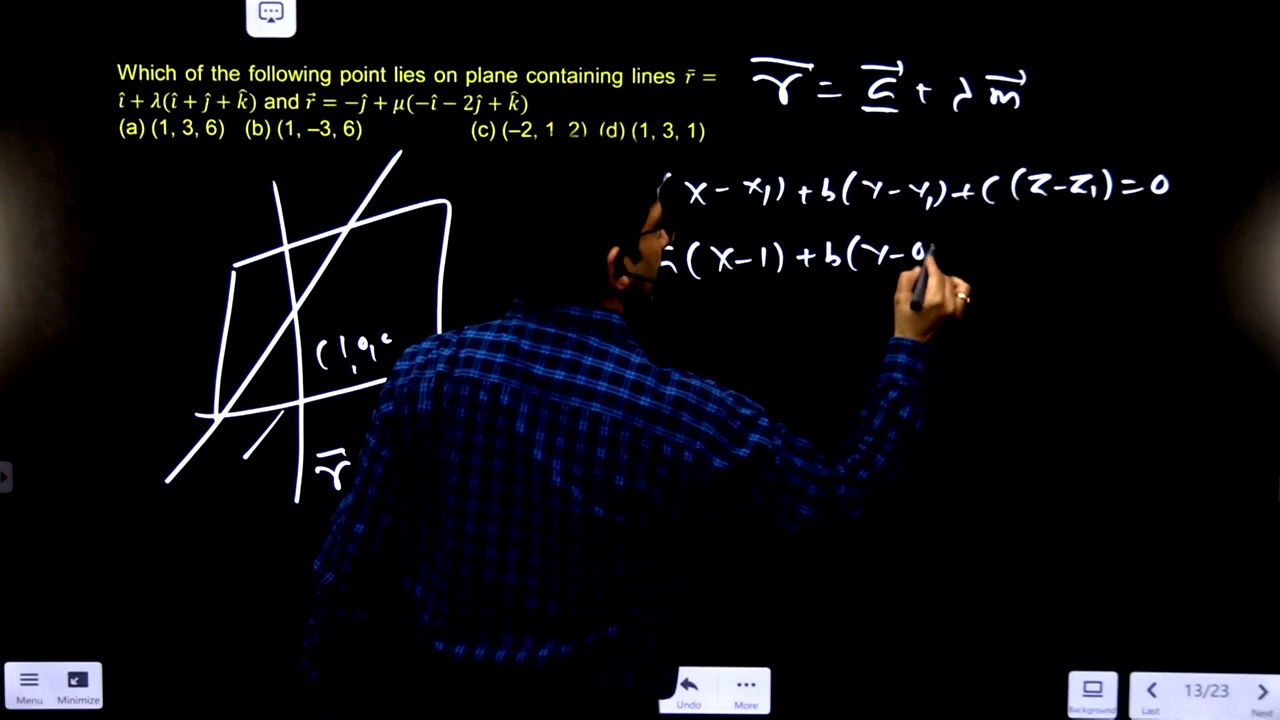 Which of the following point lies on plane containing lines r̄ =
î + λ(î + ĵ + k̂) and r⃗ = −ĵ + μ(−î − 2ĵ + k̂)
(a) (1, 3, 6) (b) (1, –3, 6) (c) (–2, 1 2) (d) (1, 3, 1)
r̄ = a⃗ + λm⃗
x - x₁) + b(y - y₁) + c(z - z₁) = 0
(x - 1) + b(y - 0
(1, 0,
r̄
Menu
Minimize
Undo
More
Background
Last
13/23
Next